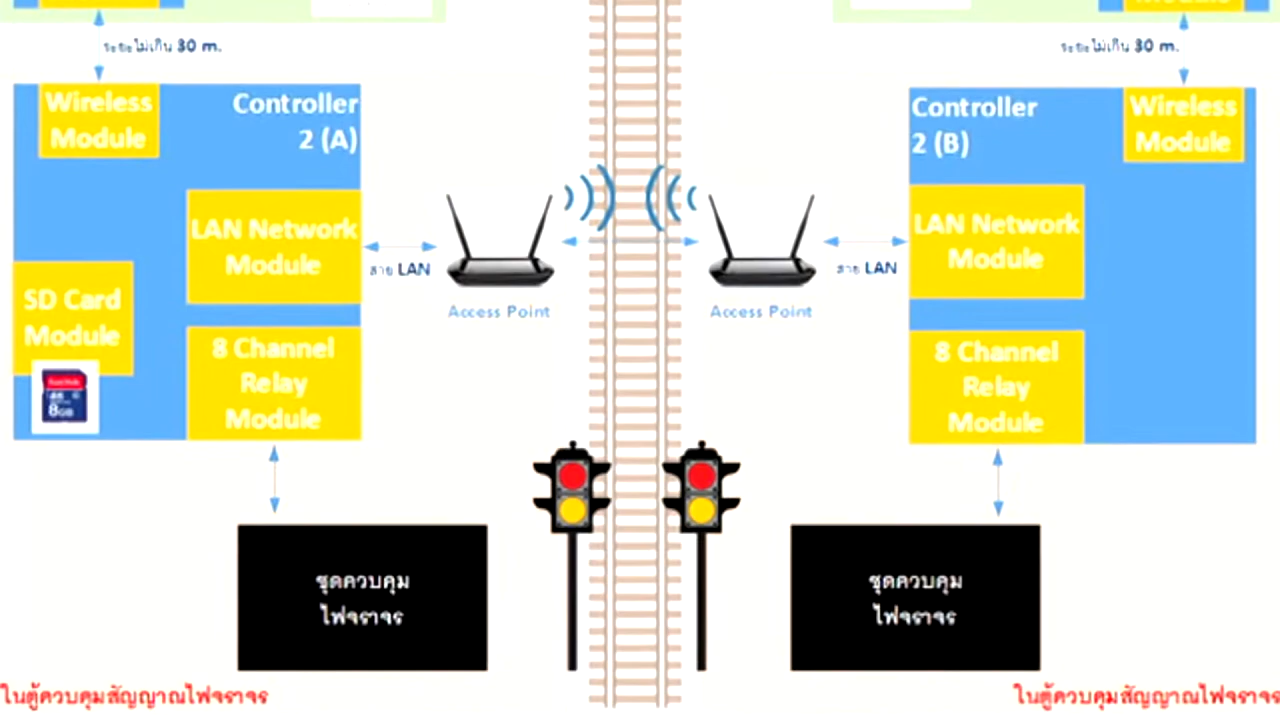 ระยะไม่เกิน 30 m.
ระยะไม่เกิน 30 m.
Wireless
Module
Controller
2 (A)
LAN Network
Module
SD Card
Module
SanDisk
8GB
8 Channel
Relay
Module
สาย LAN
Access Point
Access Point
สาย LAN
Controller
2 (B)
Wireless
Module
LAN Network
Module
8 Channel
Relay
Module
ชุดควบคุม
ไฟจราจร
ชุดควบคุม
ไฟจราจร
ในตู้ควบคุมสัญญาณไฟจราจร
ในตู้ควบคุมสัญญาณไฟจราจร